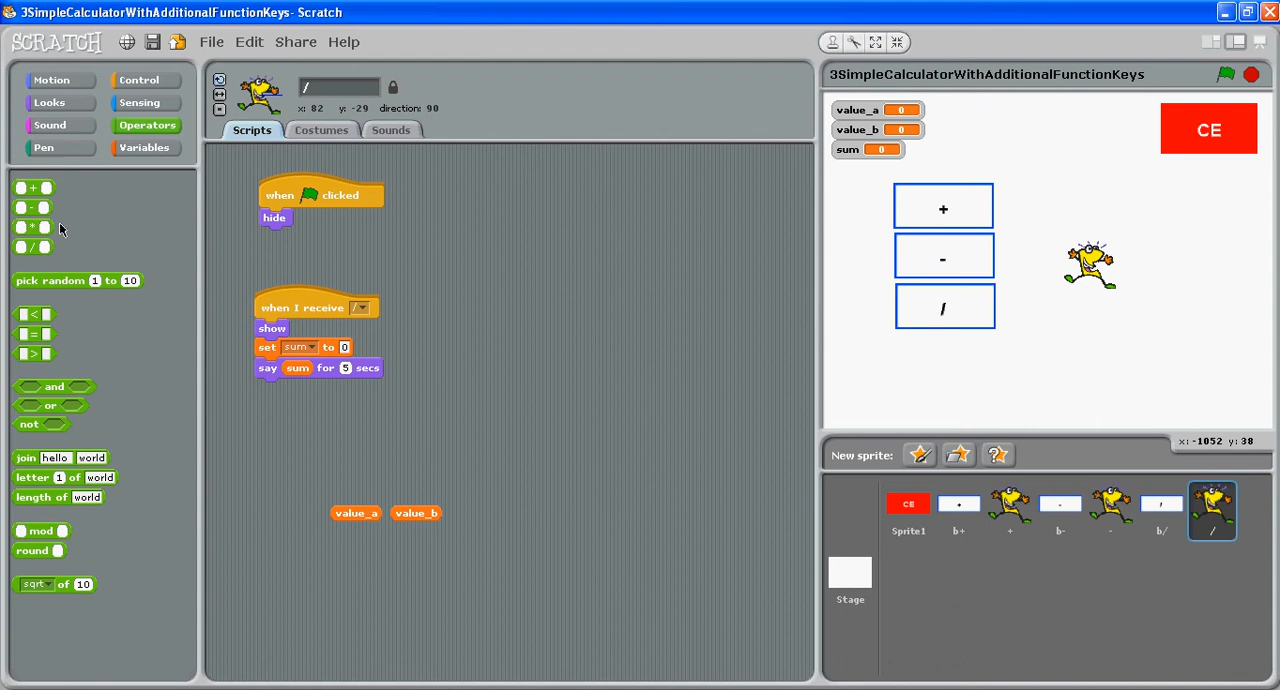 3SimpleCalculatorWithAdditionalFunctionKeys- Scratch
SCRATCH File Edit Share Help
Motion Control
Looks Sensing
Sound Operators
Pen Variables
+
-
*
/
pick random 1 to 10
<
=
>
and
or
not
join hello world
letter 1 of world
length of world
mod
round
sqrt of 10
/
x: 82 y: -29 direction: 90
Scripts Costumes Sounds
when clicked
hide
when I receive /
show
set sum to 0
say sum for 5 secs
value_a value_b
3SimpleCalculatorWithAdditionalFunctionKeys
value_a 0
value_b 0
sum 0
CE
+
-
/
x: -1052 y: 38
New sprite:
CE + - /
Sprite1 b+ + b- - b/ /
Stage